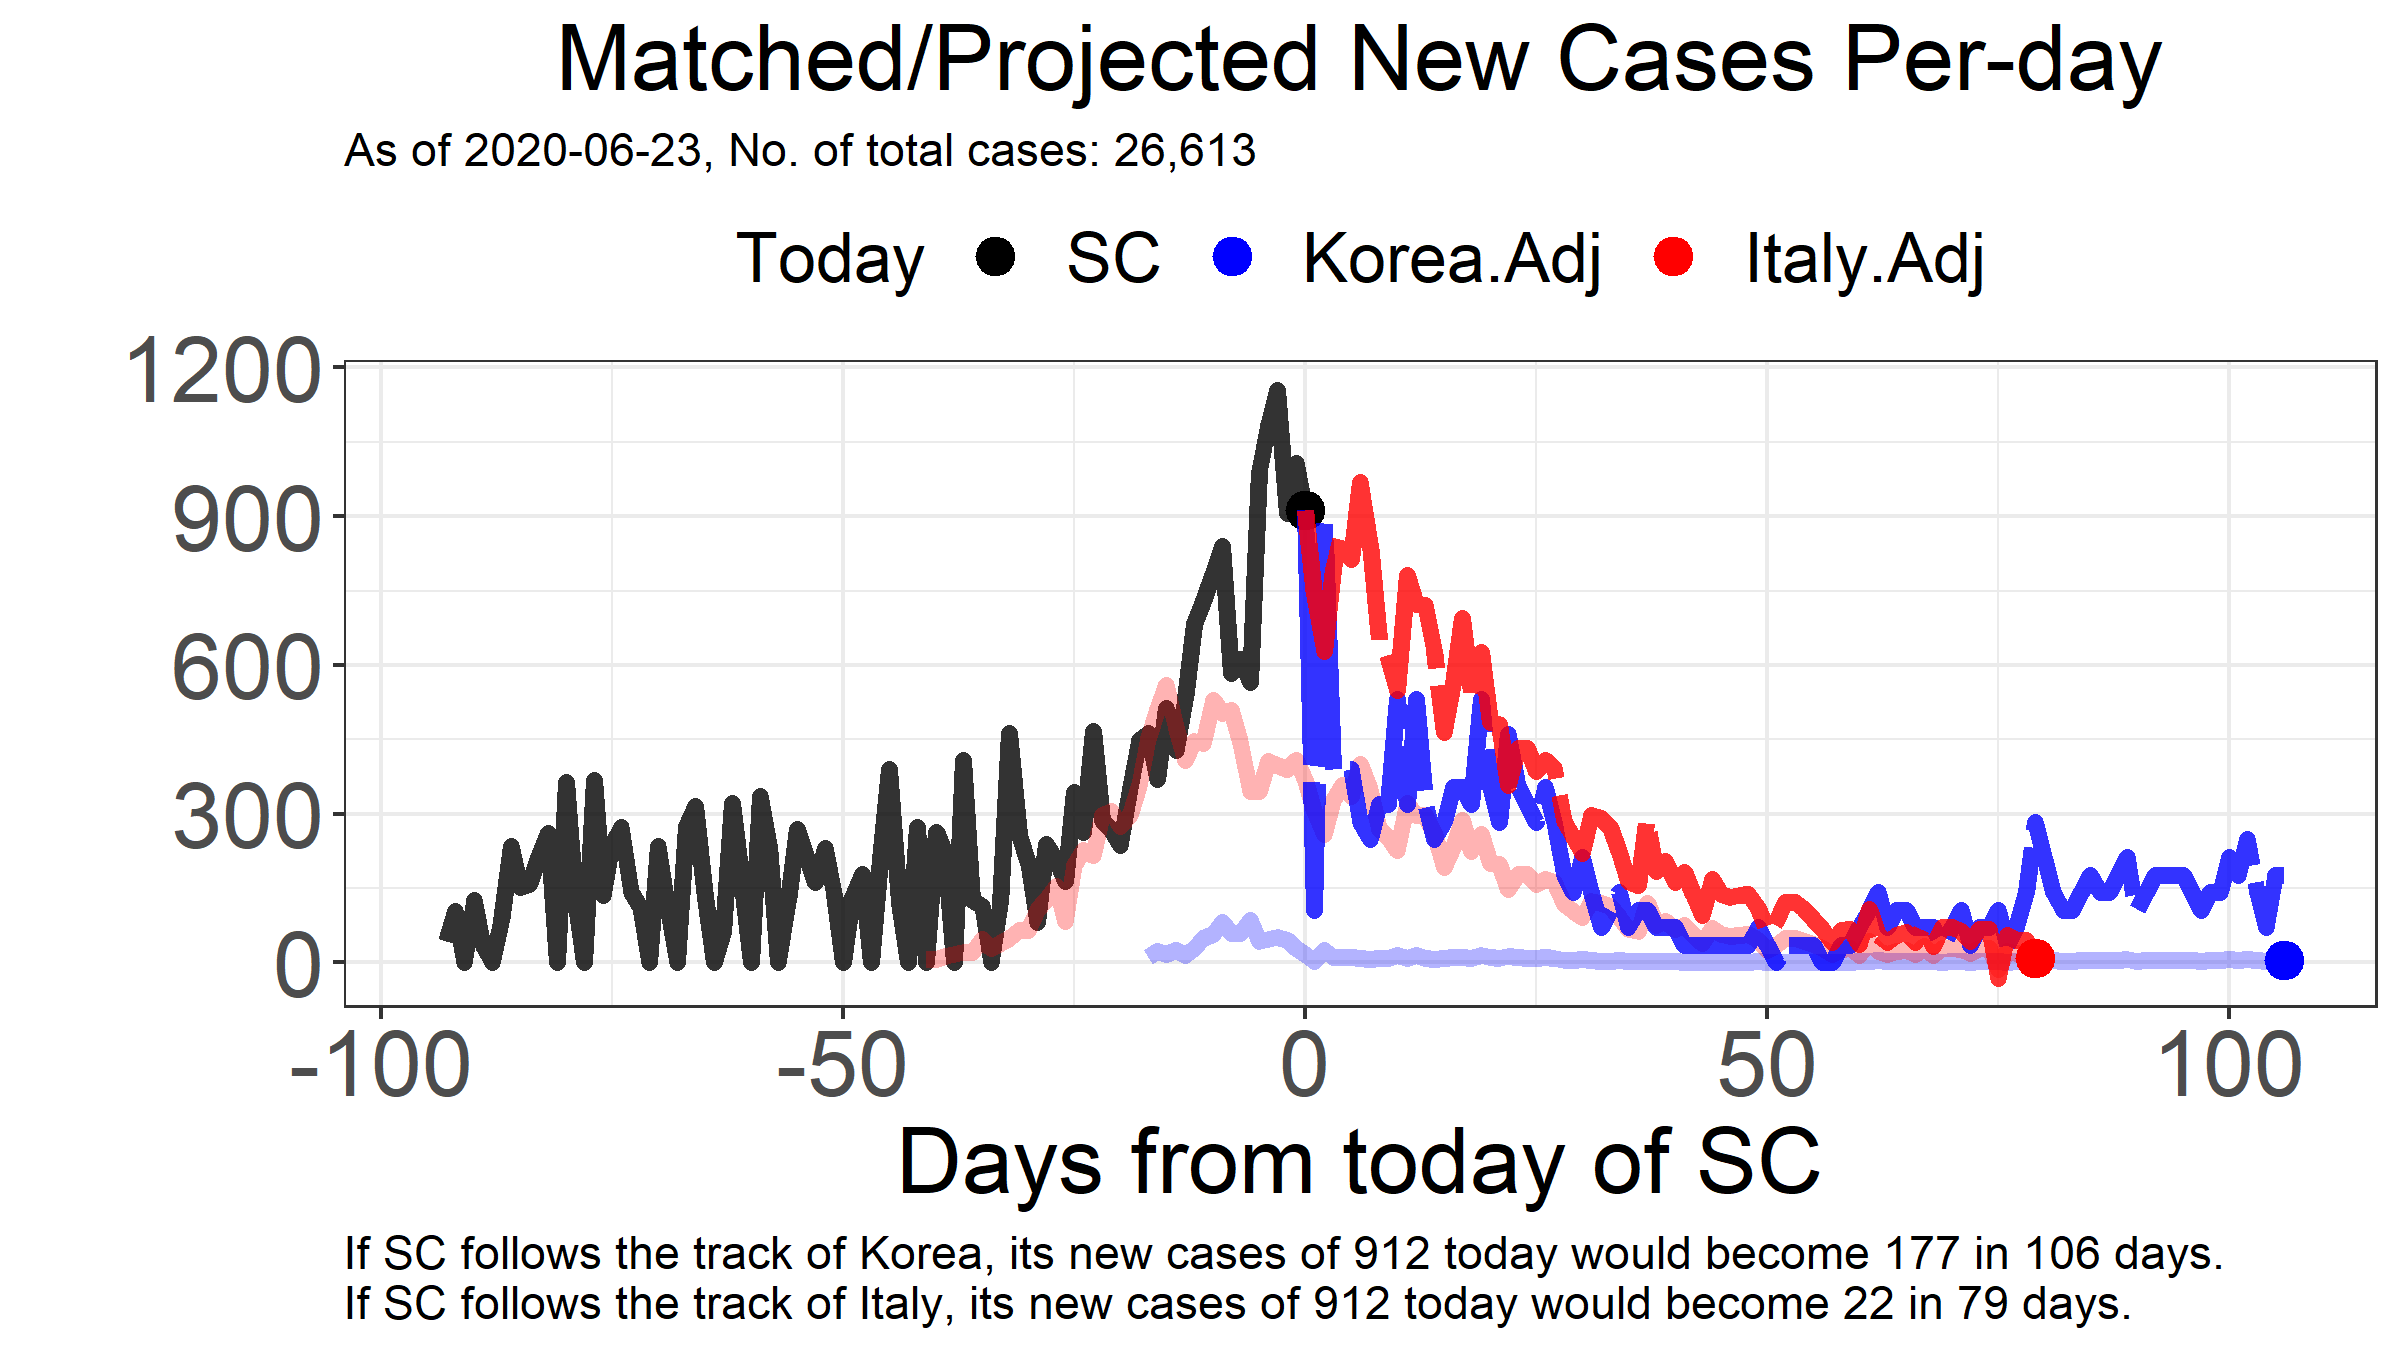 Matched/Projected New Cases Per-day
As of 2020-06-23, No. of total cases: 26,613
Today SC Korea.Adj Italy.Adj
1200
900
600
300
0
-100 -50 0 50 100
Days from today of SC
If SC follows the track of Korea, its new cases of 912 today would become 177 in 106 days.
If SC follows the track of Italy, its new cases of 912 today would become 22 in 79 days.